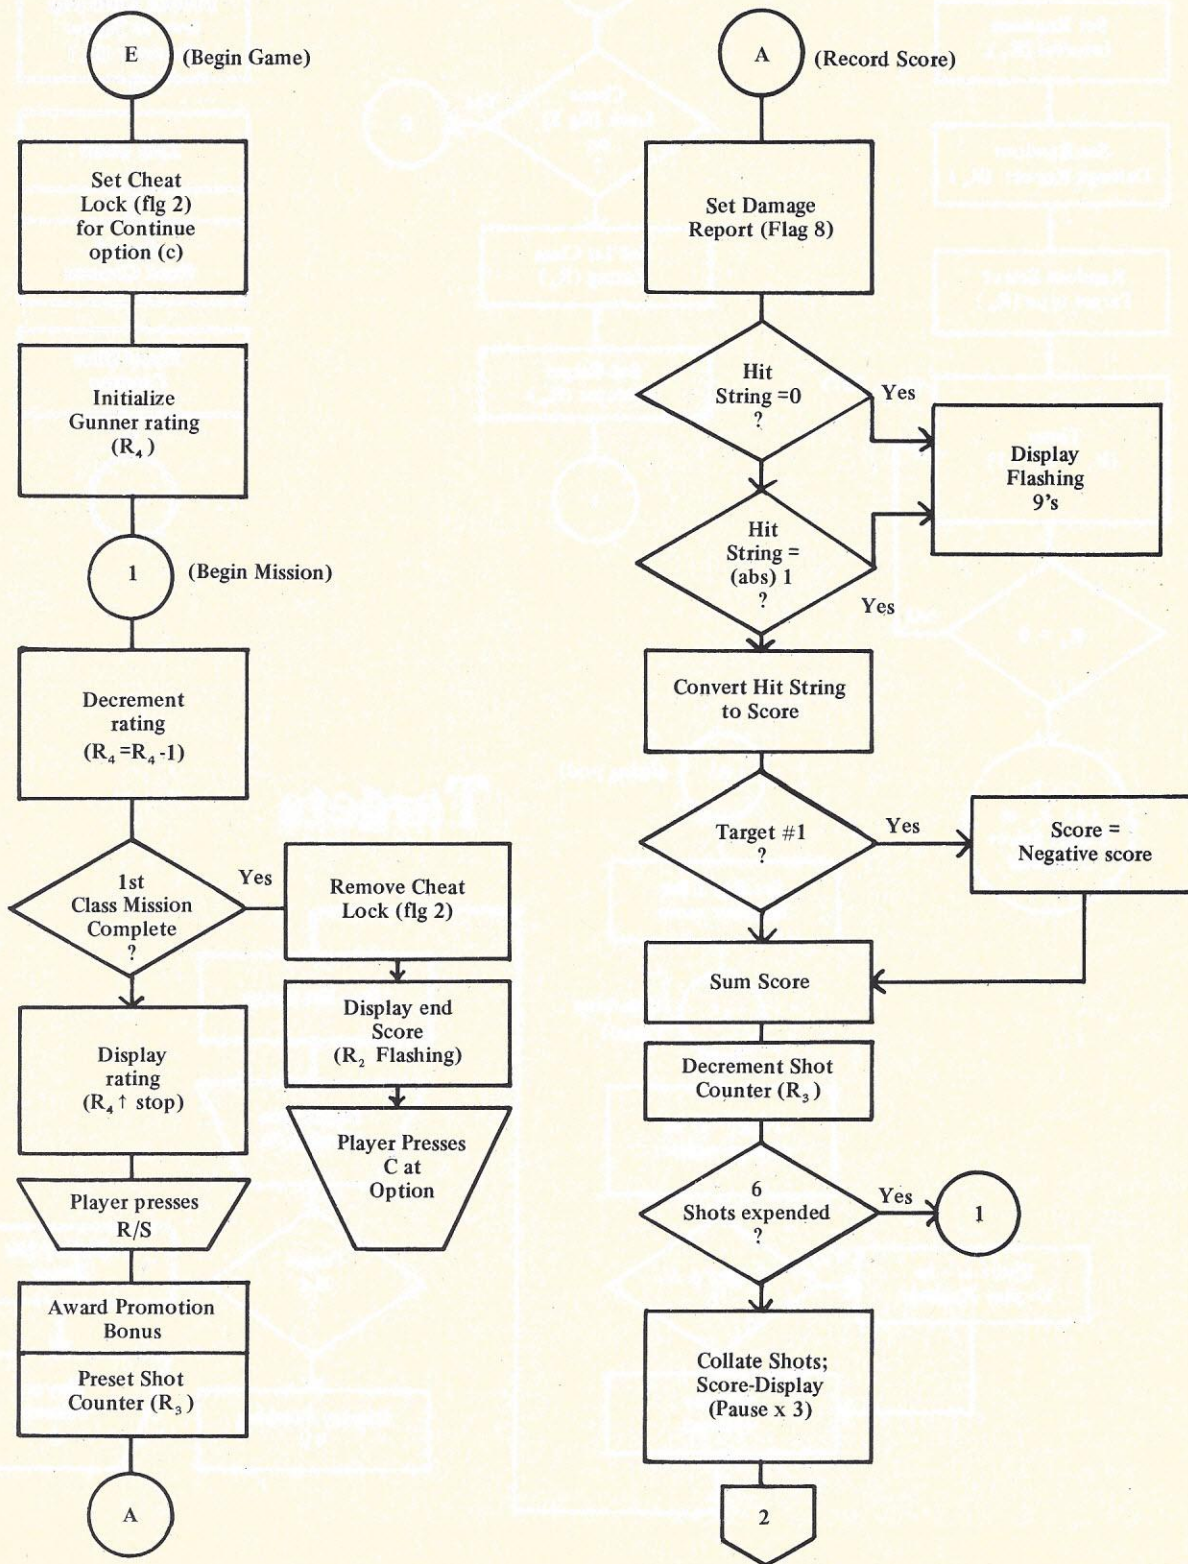 E
(Begin Game)
Set Cheat
Lock (flg 2)
for Continue
option (c)
Initialize
Gunner rating
(R₄)
1
(Begin Mission)
Decrement
rating
(R₄=R₄-1)
1st
Class Mission
Complete
?
Yes
Remove Cheat
Lock (flg 2)
Display end
Score
(R₂ Flashing)
Player Presses
C at
Option
Display
rating
(R₄↑ stop)
Player presses
R/S
Award Promotion
Bonus
Preset Shot
Counter (R₃)
A
A
(Record Score)
Set Damage
Report (Flag 8)
Hit
String =0
?
Yes
Display
Flashing
9's
Hit
String =
(abs) 1
?
Yes
Convert Hit String
to Score
Target #1
?
Yes
Score =
Negative score
Sum Score
Decrement Shot
Counter (R₃)
6
Shots expended
?
Yes
1
Collate Shots;
Score-Display
(Pause x 3)
2